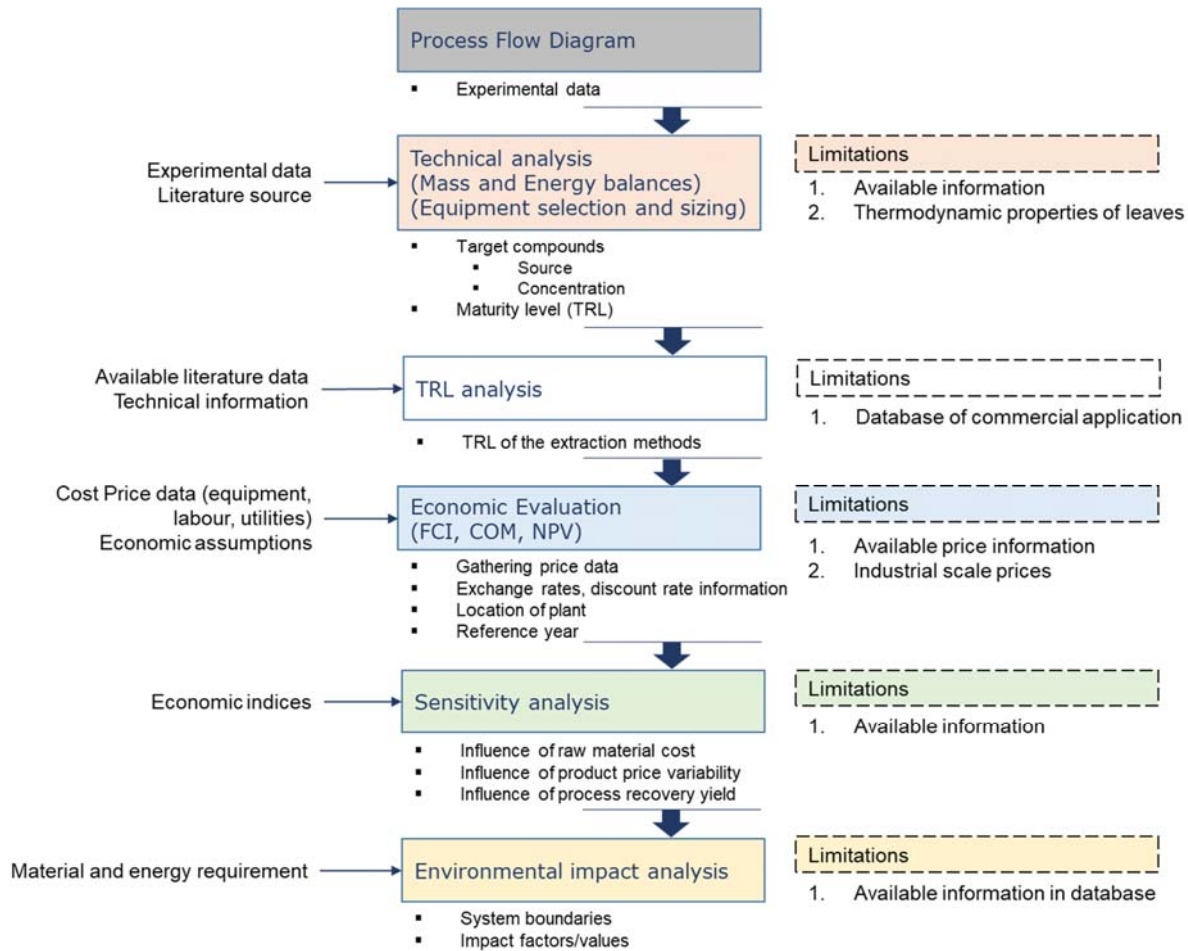 Process Flow Diagram
▪ Experimental data
Experimental data
Literature source
Technical analysis
(Mass and Energy balances)
(Equipment selection and sizing)
Limitations
1. Available information
2. Thermodynamic properties of leaves
▪ Target compounds
▪ Source
▪ Concentration
▪ Maturity level (TRL)
Available literature data
Technical information
TRL analysis
Limitations
1. Database of commercial application
▪ TRL of the extraction methods
Cost Price data (equipment,
labour, utilities)
Economic assumptions
Economic Evaluation
(FCI, COM, NPV)
Limitations
1. Available price information
2. Industrial scale prices
▪ Gathering price data
▪ Exchange rates, discount rate information
▪ Location of plant
▪ Reference year
Economic indices
Sensitivity analysis
Limitations
1. Available information
▪ Influence of raw material cost
▪ Influence of product price variability
▪ Influence of process recovery yield
Material and energy requirement
Environmental impact analysis
Limitations
1. Available information in database
▪ System boundaries
▪ Impact factors/values